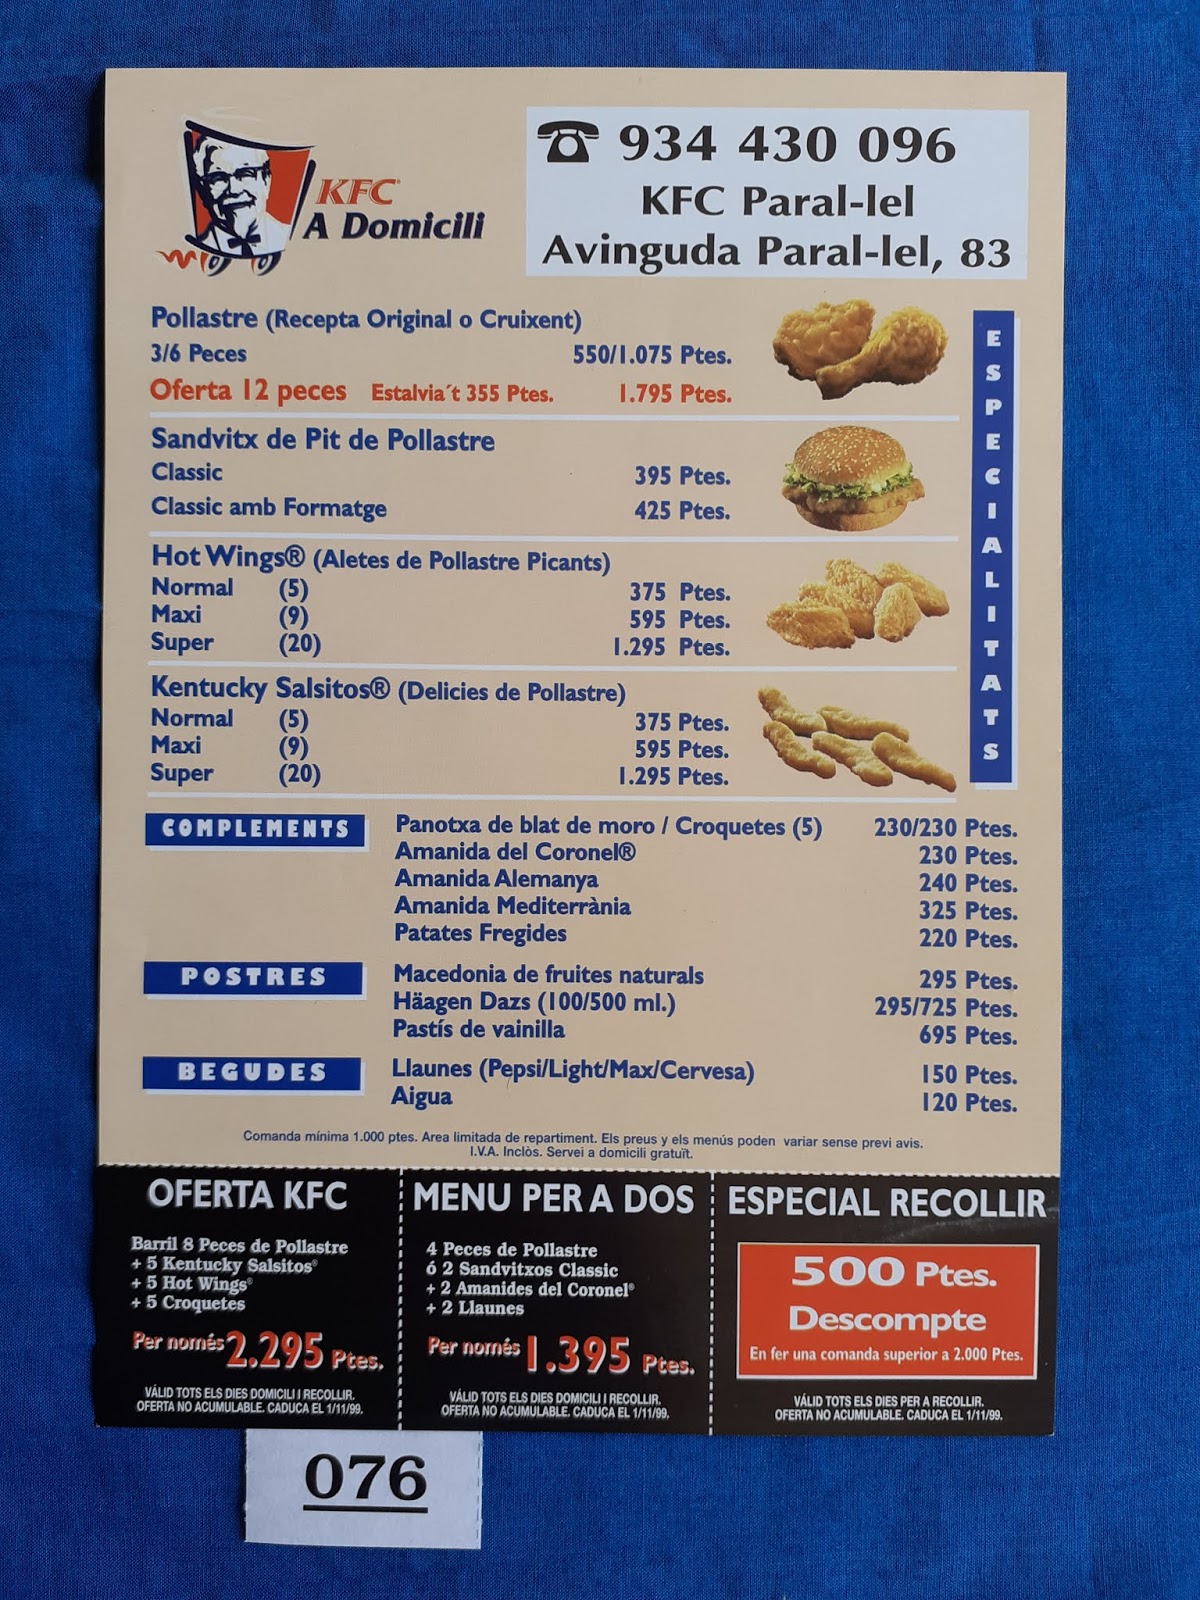 934 430 096
KFC Paral-lel
Avinguda Paral-lel, 83
KFC
A Domicili
Pollastre (Recepta Original o Cruixent)
3/6 Peces 550/1.075 Ptes.
Oferta 12 peces Estalvia´t 355 Ptes. 1.795 Ptes.
Sandvitx de Pit de Pollastre
Classic 395 Ptes.
Classic amb Formatge 425 Ptes.
Hot Wings® (Aletes de Pollastre Picants)
Normal (5) 375 Ptes.
Maxi (9) 595 Ptes.
Super (20) 1.295 Ptes.
Kentucky Salsitos® (Delicies de Pollastre)
Normal (5) 375 Ptes.
Maxi (9) 595 Ptes.
Super (20) 1.295 Ptes.
ESPECIALITATS
COMPLEMENTS
Panotxa de blat de moro / Croquetes (5) 230/230 Ptes.
Amanida del Coronel® 230 Ptes.
Amanida Alemanya 240 Ptes.
Amanida Mediterrània 325 Ptes.
Patates Fregides 220 Ptes.
POSTRES
Macedonia de fruites naturals 295 Ptes.
Häagen Dazs (100/500 ml.) 295/725 Ptes.
Pastís de vainilla 695 Ptes.
BEGUDES
Llaunes (Pepsi/Light/Max/Cervesa) 150 Ptes.
Aigua 120 Ptes.
Comanda mínima 1.000 ptes. Area limitada de repartiment. Els preus y els menús poden variar sense previ avis.
I.V.A. Inclòs. Servei a domicili gratuït.
OFERTA KFC
Barril 8 Peces de Pollastre
+ 5 Kentucky Salsitos®
+ 5 Hot Wings®
+ 5 Croquetes
Per només 2.295 Ptes.
VÁLID TOTS ELS DIES DOMICILI I RECOLLIR.
OFERTA NO ACUMULABLE. CADUCA EL 1/11/99.
MENU PER A DOS
4 Peces de Pollastre
ó 2 Sandvitxos Classic
+ 2 Amanides del Coronel®
+ 2 Llaunes
Per només 1.395 Ptes.
VÁLID TOTS ELS DIES DOMICILI I RECOLLIR.
OFERTA NO ACUMULABLE. CADUCA EL 1/11/99.
ESPECIAL RECOLLIR
500 Ptes.
Descompte
En fer una comanda superior a 2.000 Ptes.
VÁLID TOTS ELS DIES PER A RECOLLIR.
OFERTA NO ACUMULABLE. CADUCA EL 1/11/99.
076